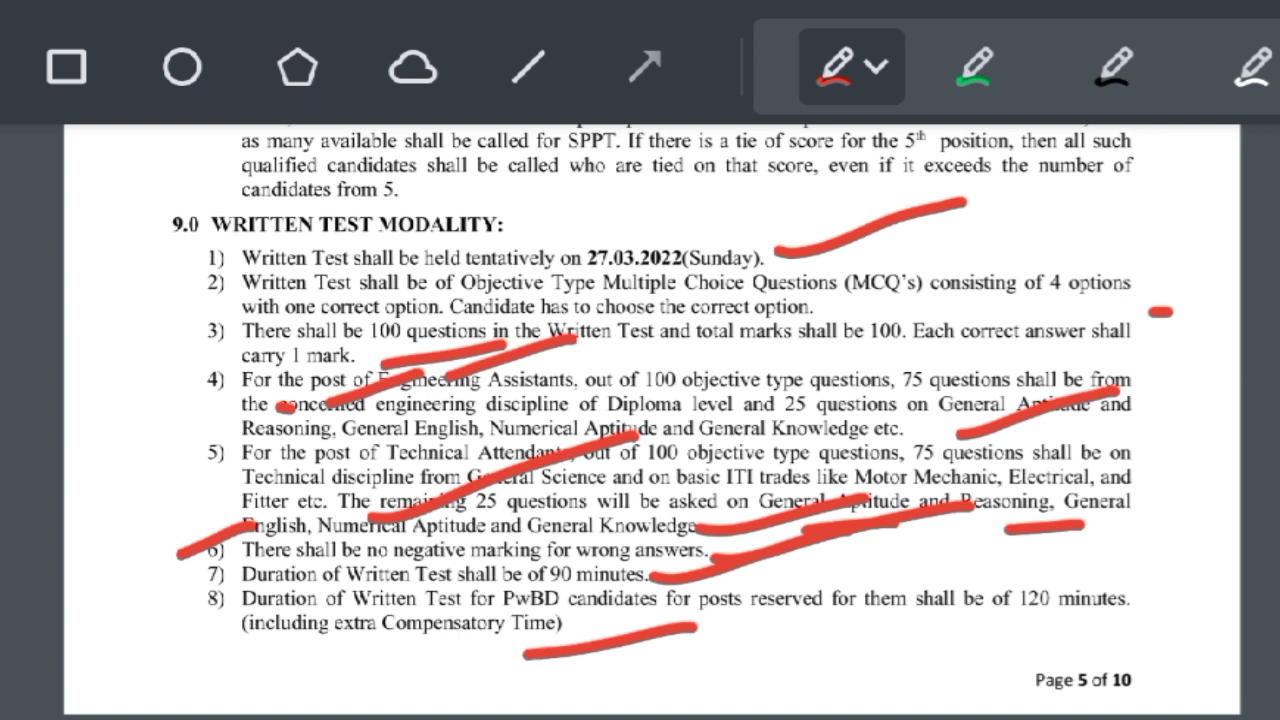 as many available shall be called for SPPT. If there is a tie of score for the 5th position, then all such
qualified candidates shall be called who are tied on that score, even if it exceeds the number of
candidates from 5.
9.0 WRITTEN TEST MODALITY:
1) Written Test shall be held tentatively on 27.03.2022(Sunday).
2) Written Test shall be of Objective Type Multiple Choice Questions (MCQ's) consisting of 4 options
with one correct option. Candidate has to choose the correct option.
3) There shall be 100 questions in the Written Test and total marks shall be 100. Each correct answer shall
carry 1 mark.
4) For the post of Engineering Assistants, out of 100 objective type questions, 75 questions shall be from
the concerned engineering discipline of Diploma level and 25 questions on General Aptitude and
Reasoning, General English, Numerical Aptitude and General Knowledge etc.
5) For the post of Technical Attendant, out of 100 objective type questions, 75 questions shall be on
Technical discipline from General Science and on basic ITI trades like Motor Mechanic, Electrical, and
Fitter etc. The remaining 25 questions will be asked on General Aptitude and Reasoning, General
English, Numerical Aptitude and General Knowledge
6) There shall be no negative marking for wrong answers.
7) Duration of Written Test shall be of 90 minutes.
8) Duration of Written Test for PwBD candidates for posts reserved for them shall be of 120 minutes.
(including extra Compensatory Time)
Page 5 of 10